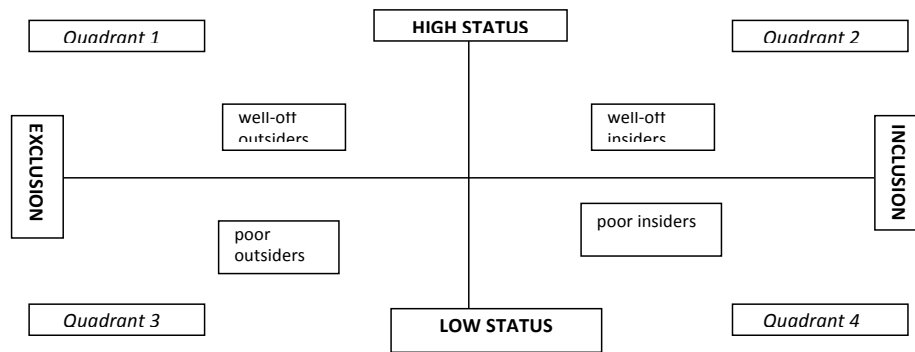 Quadrant 1
HIGH STATUS
Quadrant 2
well-off
outsiders
well-off
insiders
EXCLUSION
INCLUSION
poor
outsiders
poor insiders
Quadrant 3
LOW STATUS
Quadrant 4